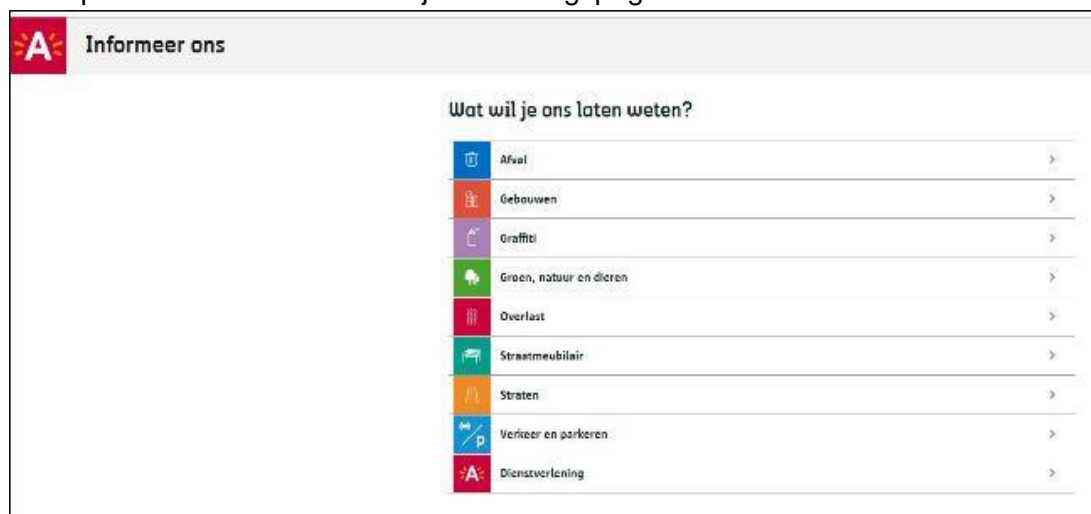 A
Informeer ons
Wat wil je ons laten weten?
Afval
Gebouwen
Graffiti
Groen, natuur en dieren
Overlast
Straatmeubilair
Straten
P
Verkeer en parkeren
A
Dienstverlening